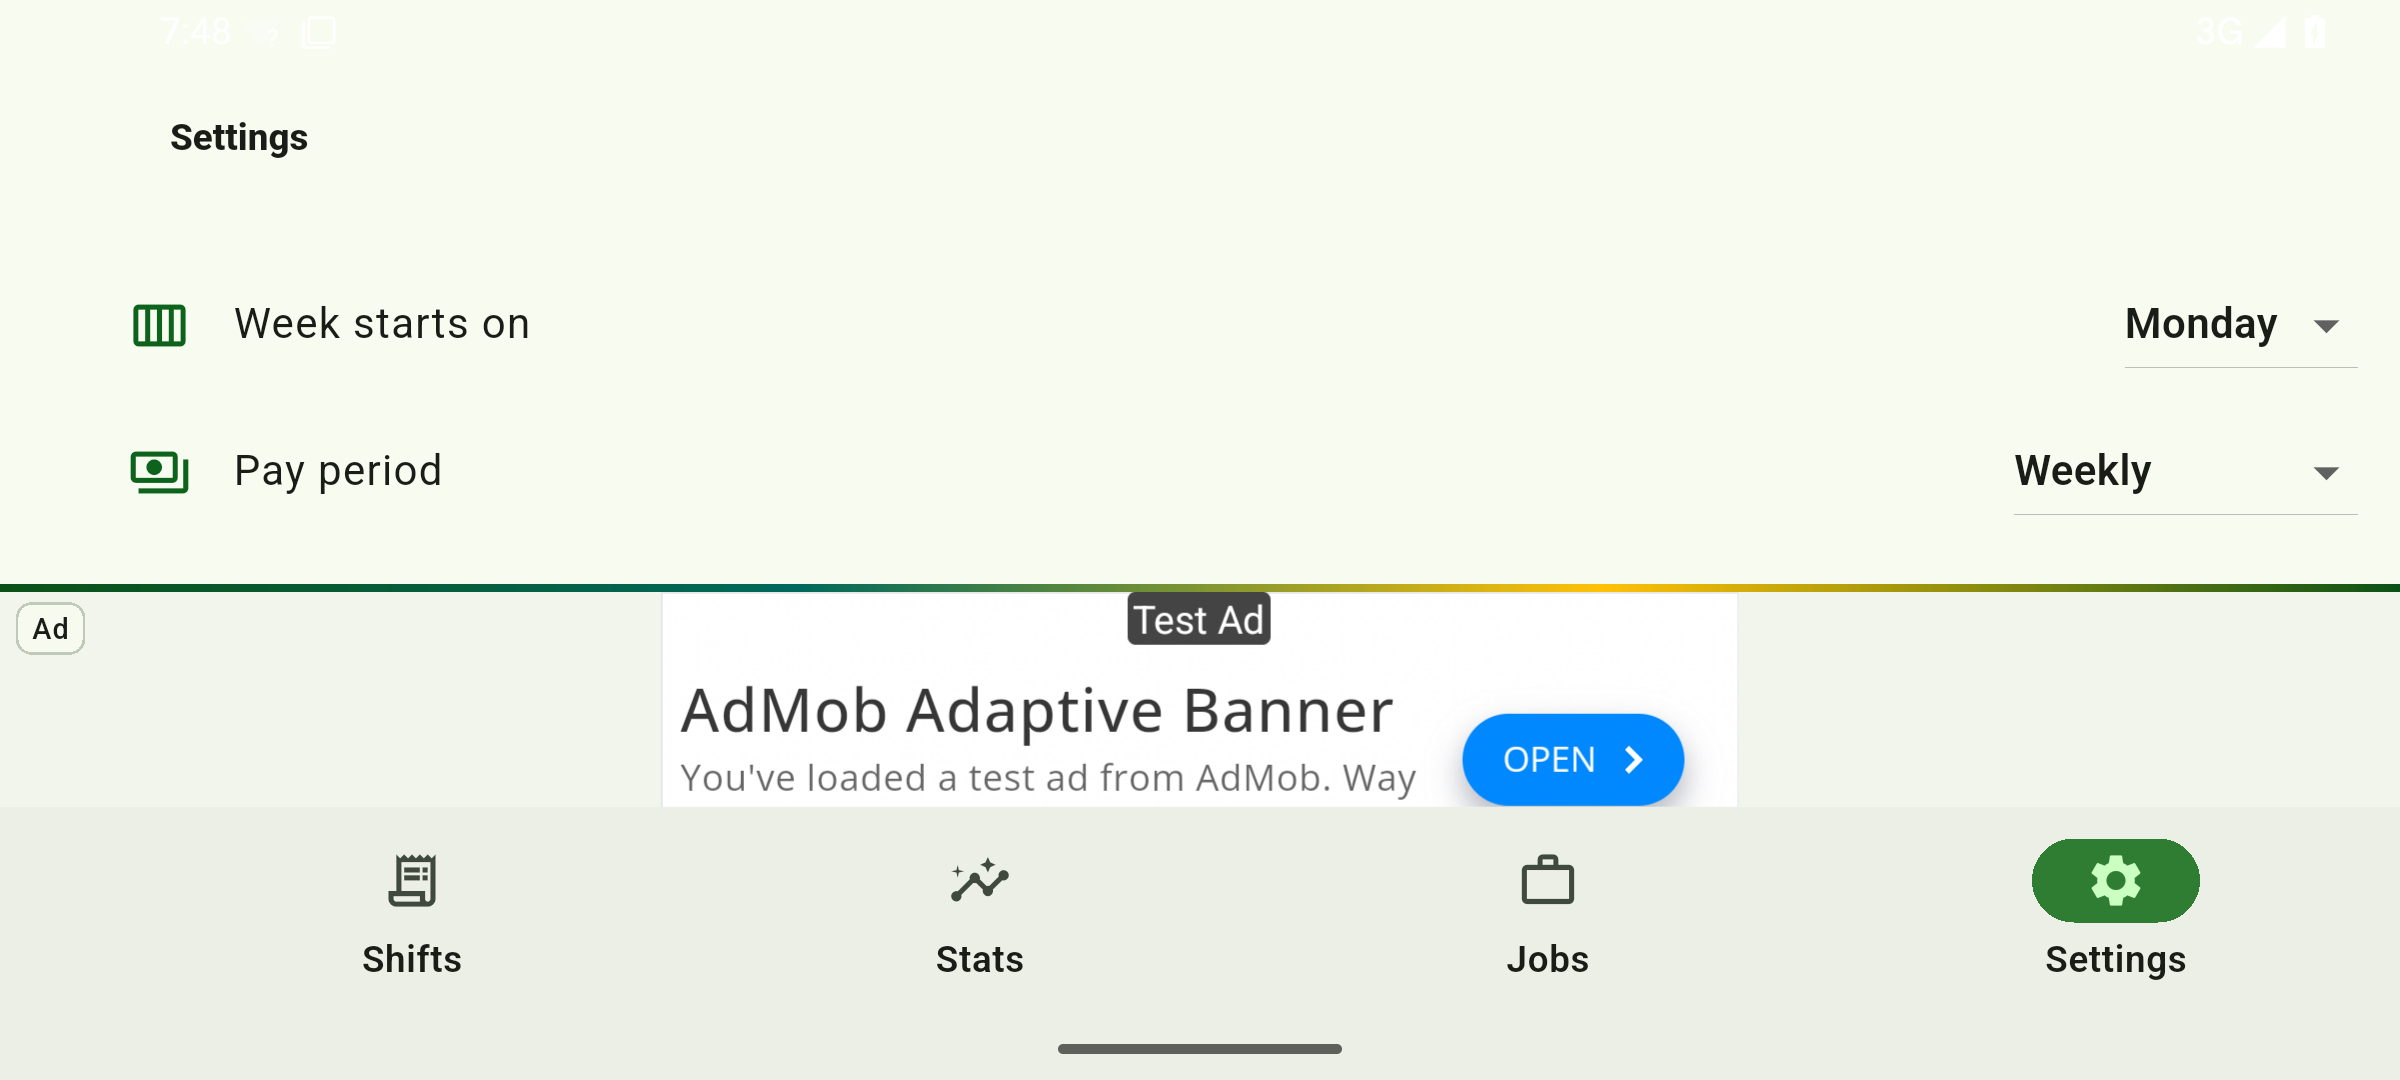 7:48
3G
Settings
Week starts on
Monday
Pay period
Weekly
Ad
Test Ad
AdMob Adaptive Banner
You've loaded a test ad from AdMob. Way
OPEN
Shifts
Stats
Jobs
Settings